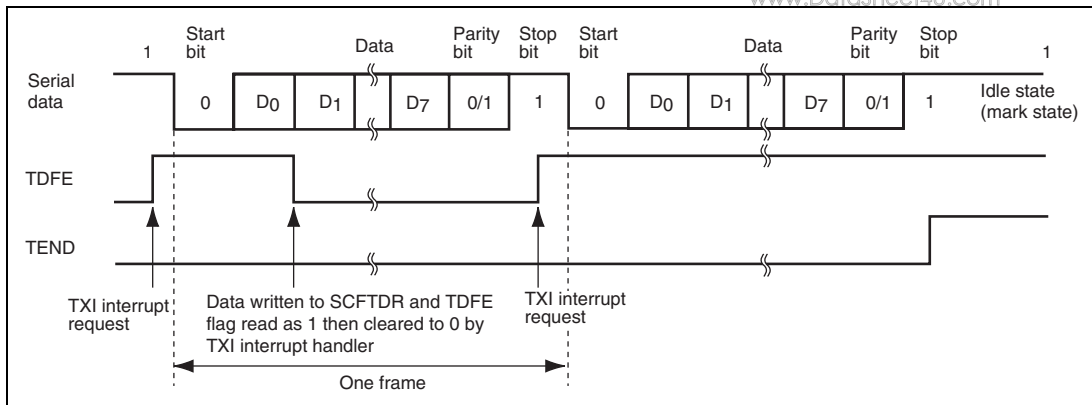 www.DataSheet4U.com
1 Start bit Data Parity bit Stop bit Start bit Data Parity bit Stop bit 1
Serial data 0 D0 D1 D7 0/1 1 0 D0 D1 D7 0/1 1 Idle state (mark state)
TDFE
TEND
TXI interrupt request
Data written to SCFTDR and TDFE
flag read as 1 then cleared to 0 by
TXI interrupt handler
TXI interrupt request
One frame